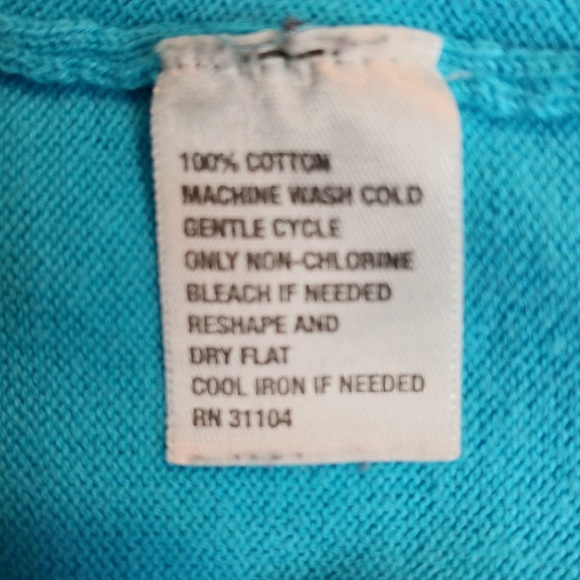 100% COTTON
MACHINE WASH COLD
GENTLE CYCLE
ONLY NON-CHLORINE
BLEACH IF NEEDED
RESHAPE AND
DRY FLAT
COOL IRON IF NEEDED
RN 31104